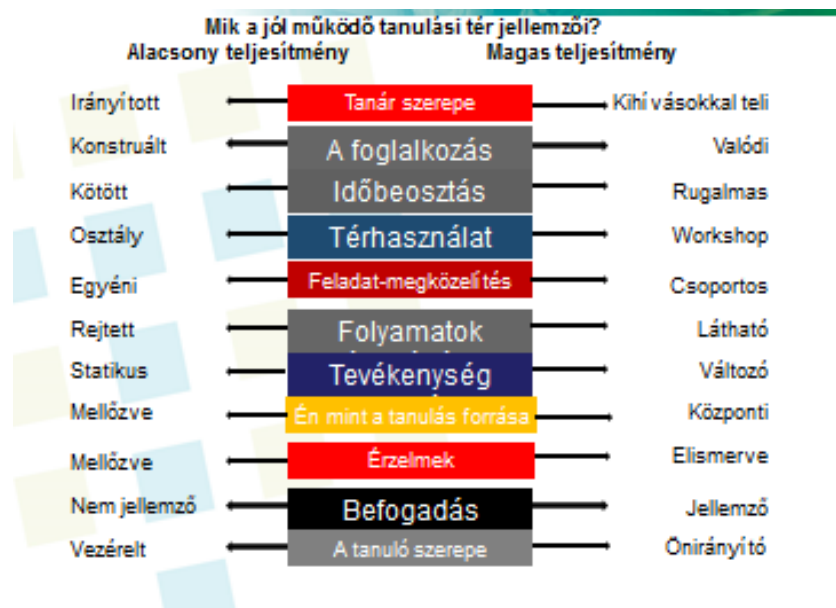 Mik a jól működő tanulási tér jellemzői?
Alacsony teljesítmény Magas teljesítmény
Irányított Tanár szerepe Kihívásokkal teli
Konstruált A foglalkozás Valódi
Kötött Időbeosztás Rugalmas
Osztály Térhasználat Workshop
Egyéni Feladat-megközelítés Csoportos
Rejtett Folyamatok Látható
Statikus Tevékenység Változó
Mellőzve Én mint a tanulás forrása Központi
Mellőzve Érzelmek Elismerve
Nem jellemző Befogadás Jellemző
Vezérelt A tanuló szerepe Önirányító